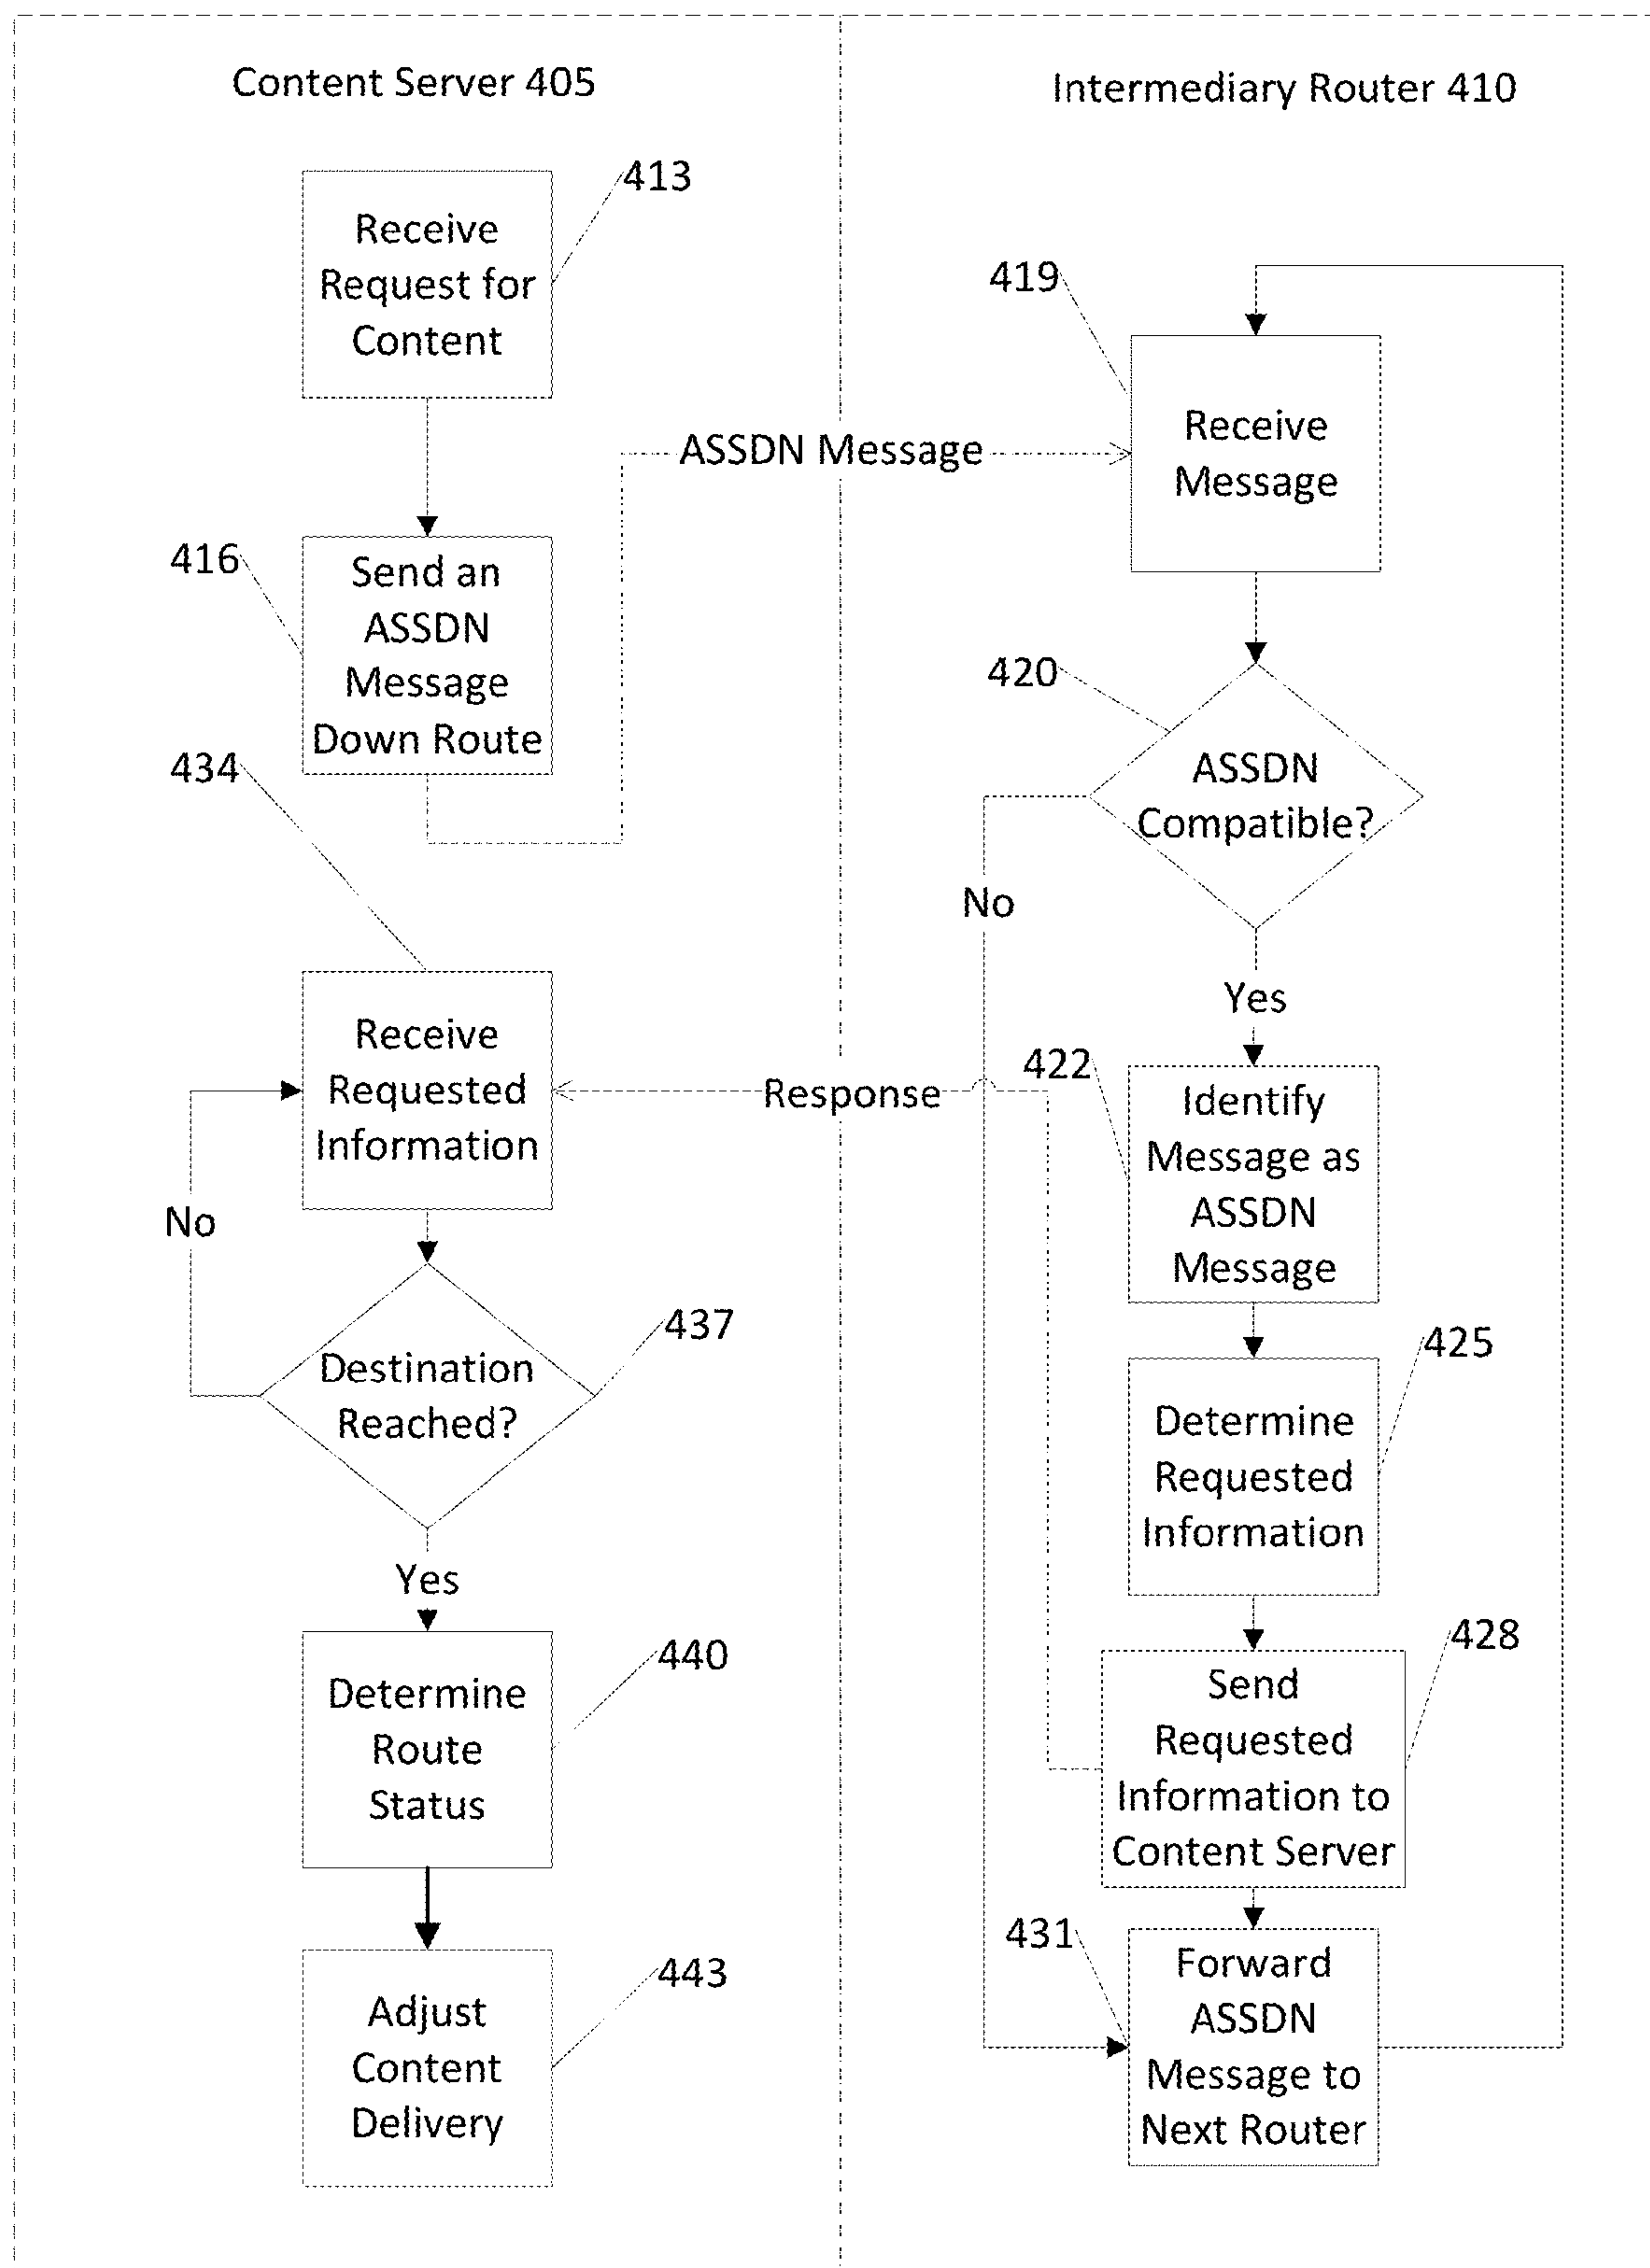 Content Server 405
413
Receive
Request for
Content
416
Send an
ASSDN
Message
Down Route
ASSDN Message
434
Receive
Requested
Information
Response
No
437
Destination
Reached?
Yes
440
Determine
Route
Status
443
Adjust
Content
Delivery
Intermediary Router 410
419
Receive
Message
420
ASSDN
Compatible?
No
Yes
422
Identify
Message as
ASSDN
Message
425
Determine
Requested
Information
428
Send
Requested
Information to
Content Server
431
Forward
ASSDN
Message to
Next Router